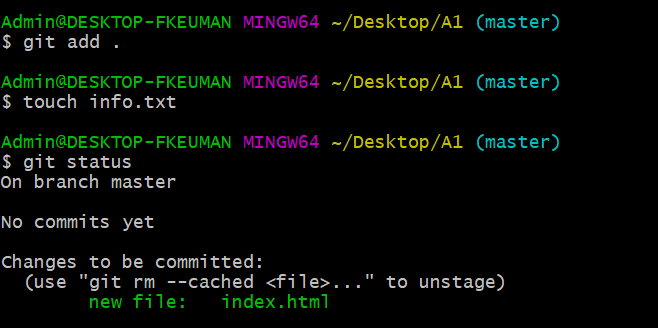 Admin@DESKTOP-FKEUMAN MINGW64 ~/Desktop/A1 (master)
$ git add .
Admin@DESKTOP-FKEUMAN MINGW64 ~/Desktop/A1 (master)
$ touch info.txt
Admin@DESKTOP-FKEUMAN MINGW64 ~/Desktop/A1 (master)
$ git status
On branch master
No commits yet
Changes to be committed:
  (use "git rm --cached <file>..." to unstage)
        new file:   index.html